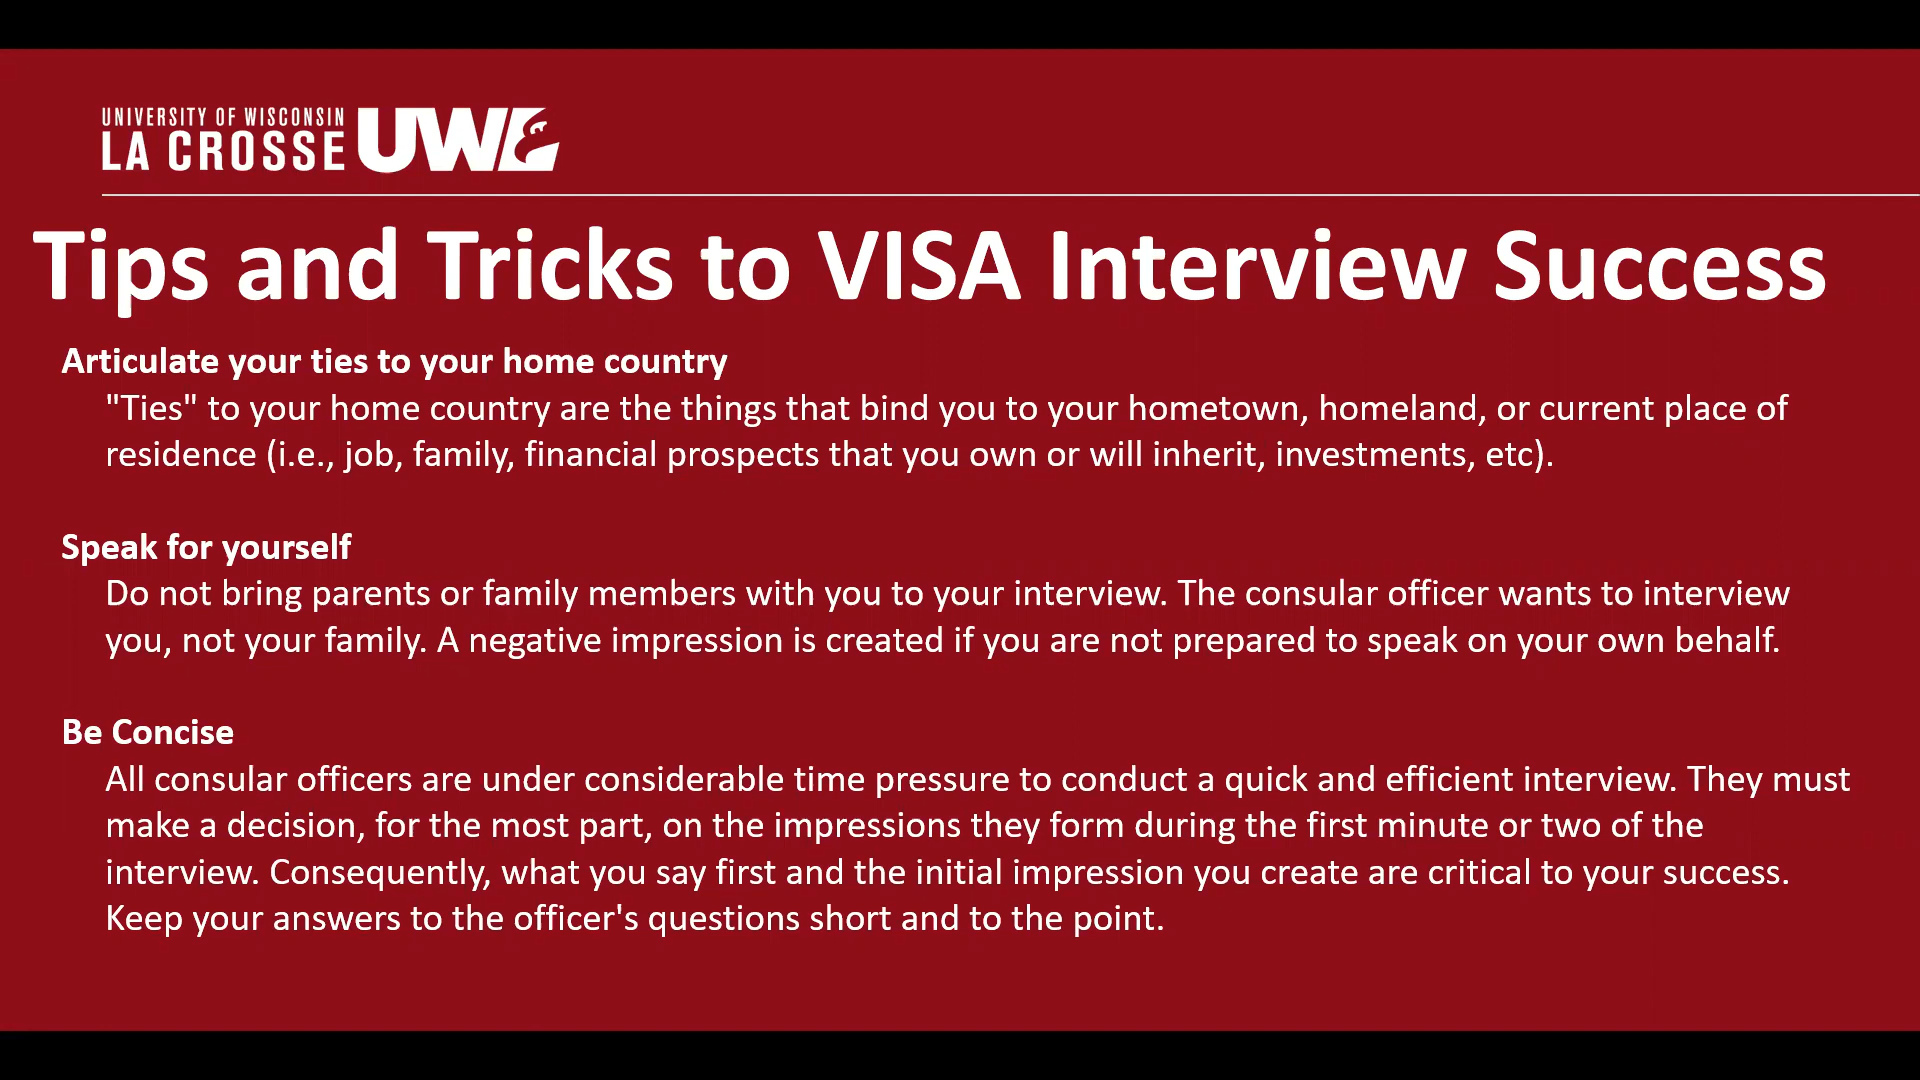 UNIVERSITY OF WISCONSIN
LA CROSSE UWL
Tips and Tricks to VISA Interview Success
Articulate your ties to your home country
"Ties" to your home country are the things that bind you to your hometown, homeland, or current place of
residence (i.e., job, family, financial prospects that you own or will inherit, investments, etc).
Speak for yourself
Do not bring parents or family members with you to your interview. The consular officer wants to interview
you, not your family. A negative impression is created if you are not prepared to speak on your own behalf.
Be Concise
All consular officers are under considerable time pressure to conduct a quick and efficient interview. They must
make a decision, for the most part, on the impressions they form during the first minute or two of the
interview. Consequently, what you say first and the initial impression you create are critical to your success.
Keep your answers to the officer's questions short and to the point.